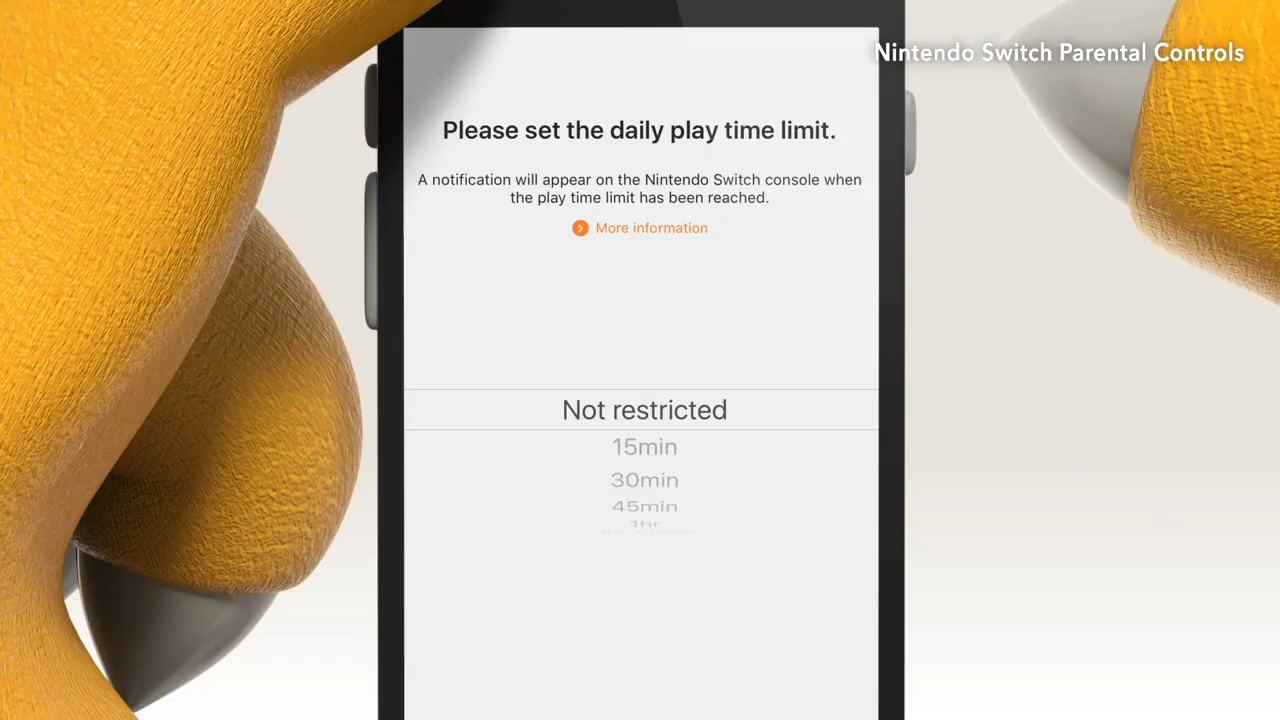 Nintendo Switch Parental Controls
Please set the daily play time limit.
A notification will appear on the Nintendo Switch console when
the play time limit has been reached.
More information
Not restricted
15min
30min
45min
1hr